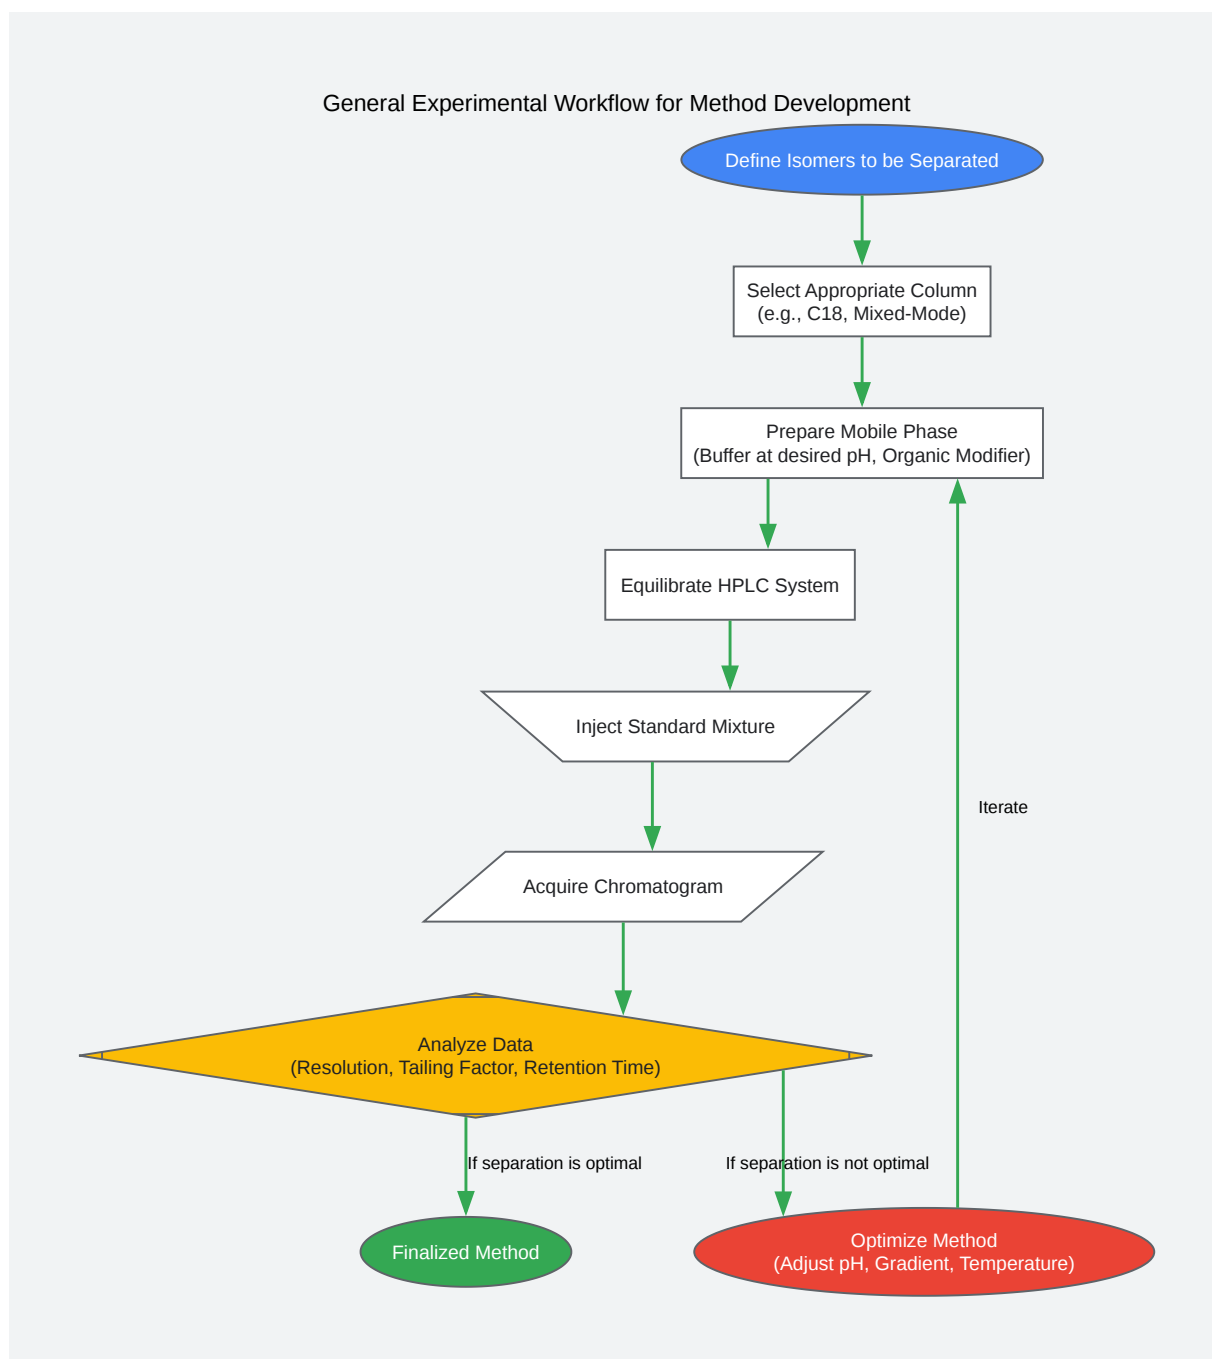 General Experimental Workflow for Method Development
Define Isomers to be Separated
Select Appropriate Column
(e.g., C18, Mixed-Mode)
Prepare Mobile Phase
(Buffer at desired pH, Organic Modifier)
Equilibrate HPLC System
Inject Standard Mixture
Iterate
Acquire Chromatogram
Analyze Data
(Resolution, Tailing Factor, Retention Time)
If separation is optimal
If separation is not optimal
Finalized Method
Optimize Method
(Adjust pH, Gradient, Temperature)